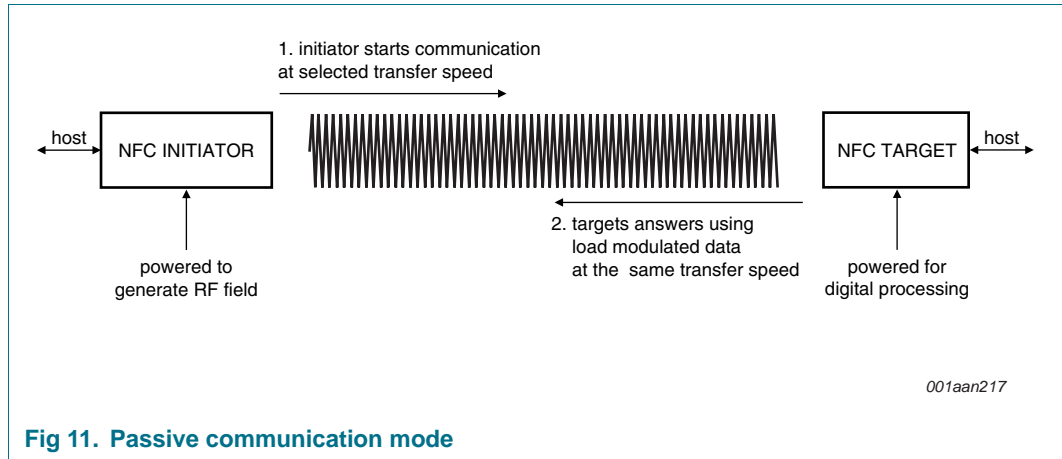 1. initiator starts communication
at selected transfer speed
host
NFC INITIATOR
NFC TARGET
host
2. targets answers using
load modulated data
at the same transfer speed
powered to
generate RF field
powered for
digital processing
001aan217
Fig 11. Passive communication mode